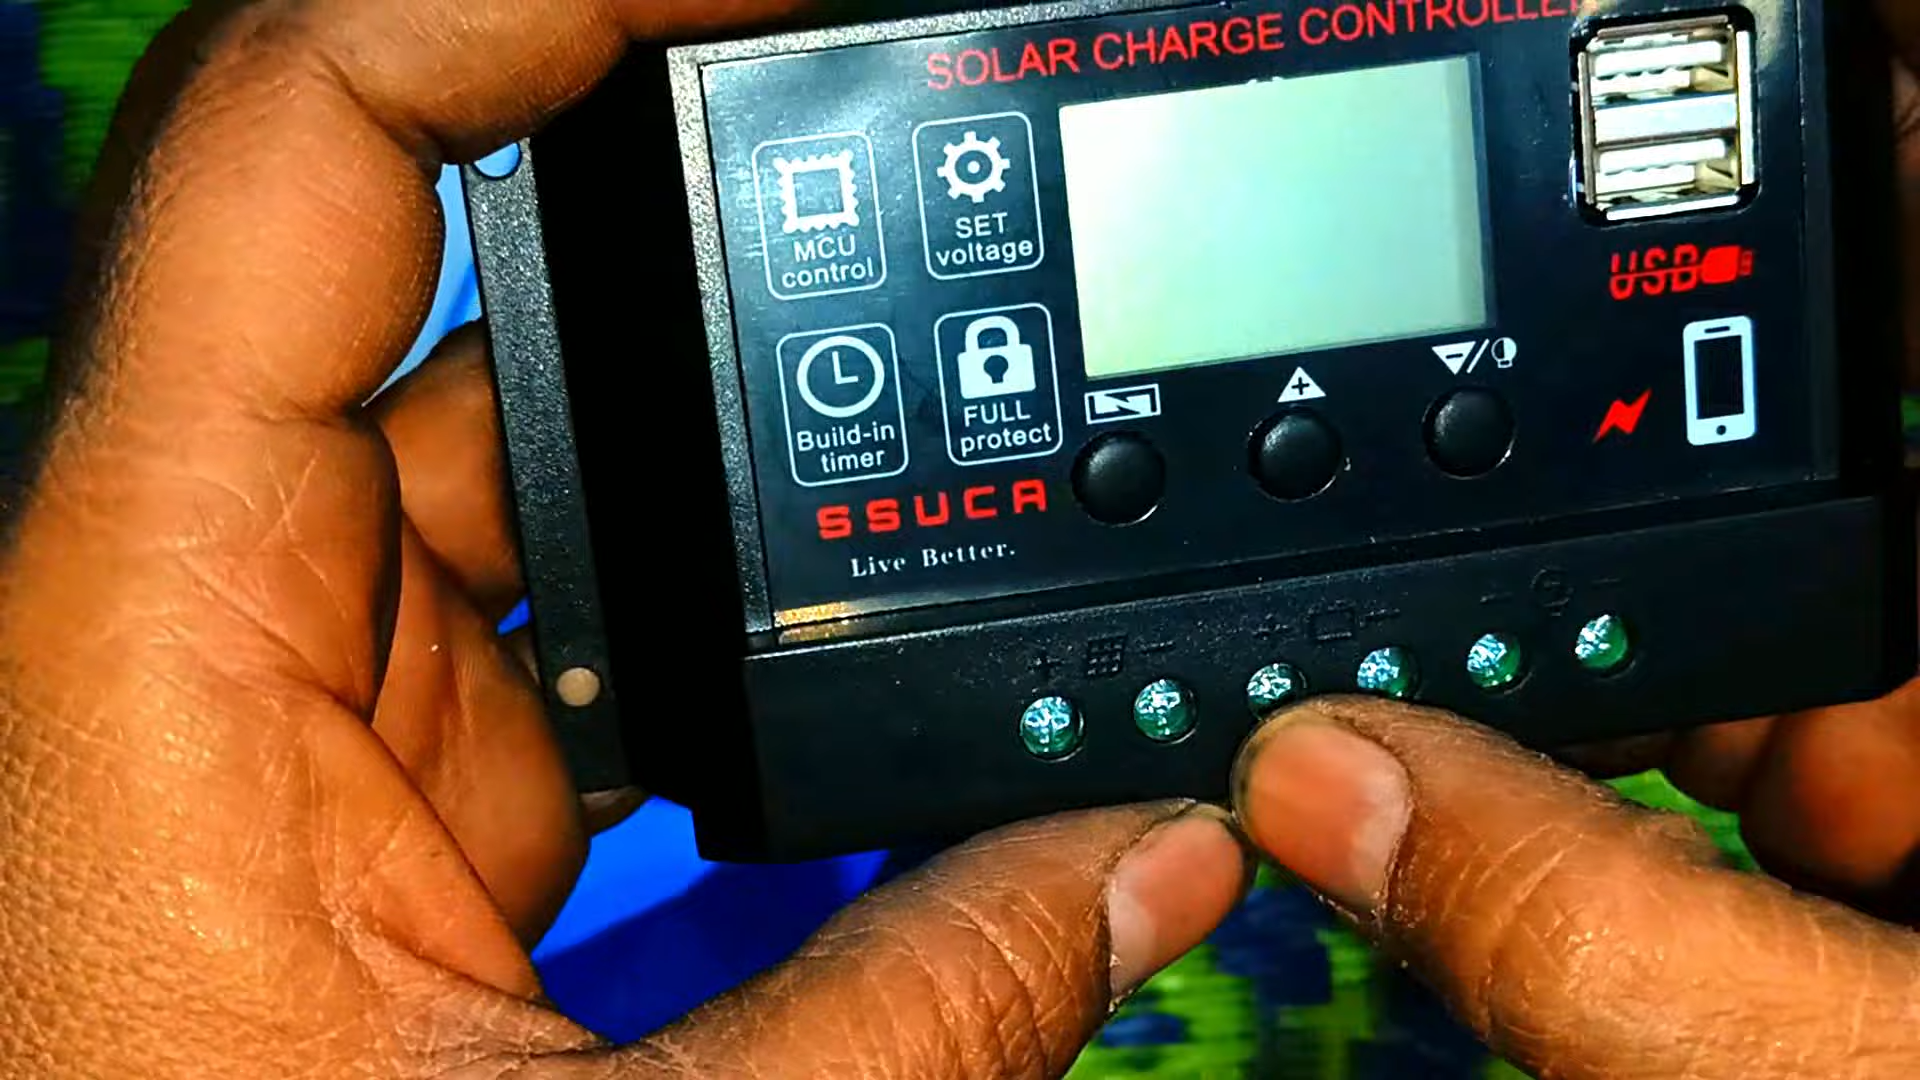 SOLAR CHARGE CONTROLLER
MCU
control
SET
voltage
Build-in
timer
FULL
protect
USB
SSUCA
Live Better.